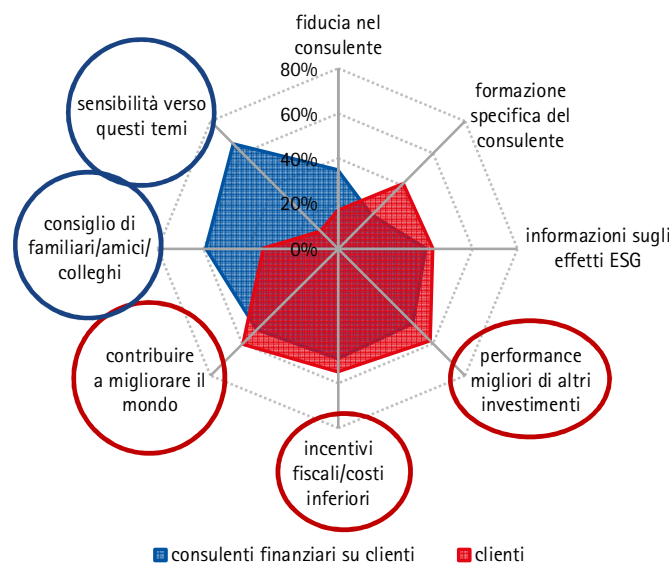 fiducia nel
consulente
80%
60%
40%
20%
0%
formazione
specifica del
consulente
informazioni sugli
effetti ESG
performance
migliori di altri
investimenti
incentivi
fiscali/costi
inferiori
contribuire
a migliorare il
mondo
consiglio di
familiari/amici/
colleghi
sensibilità verso
questi temi
consulenti finanziari su clienti
clienti